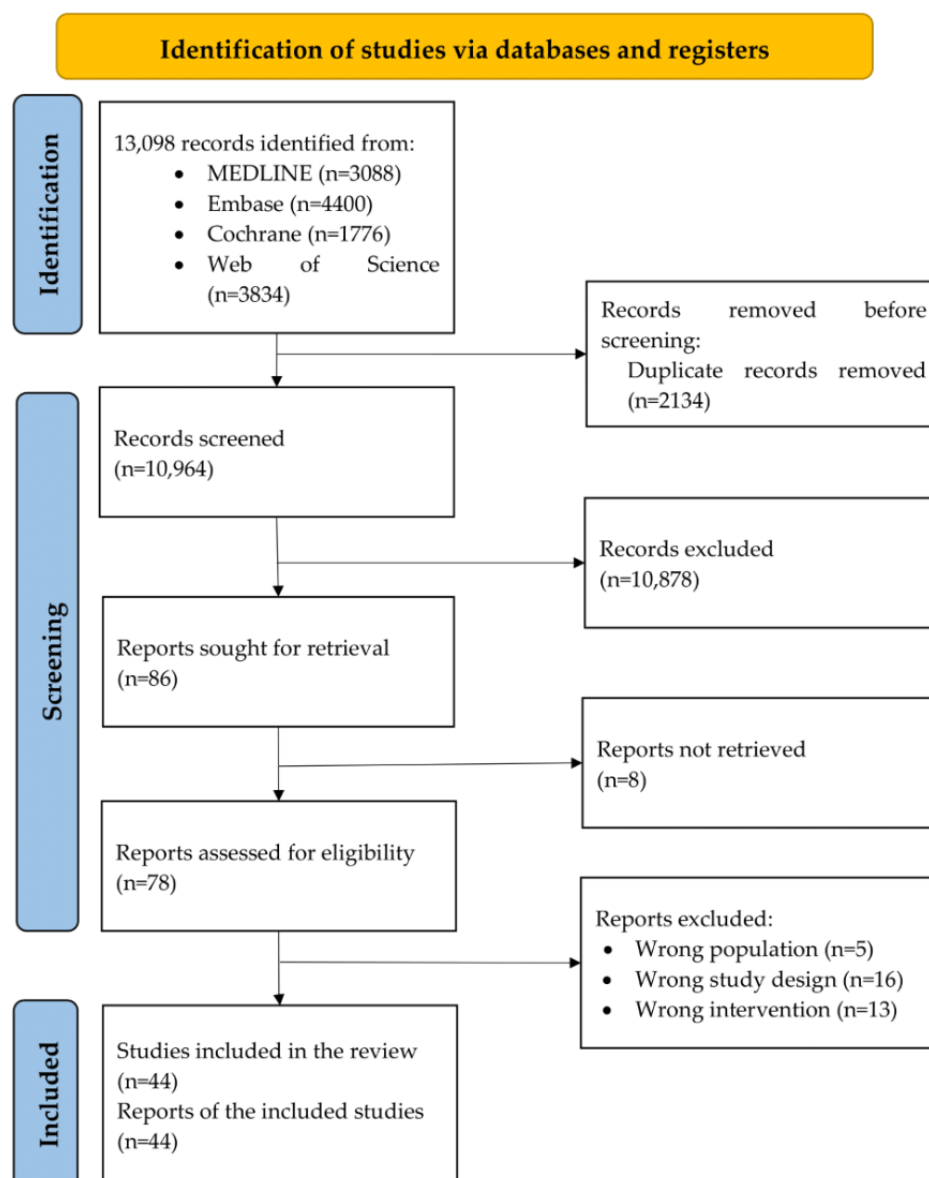 Identification of studies via databases and registers
Identification
13,098 records identified from:
• MEDLINE (n=3088)
• Embase (n=4400)
• Cochrane (n=1776)
• Web of Science
(n=3834)
Records removed before
screening:
Duplicate records removed
(n=2134)
Screening
Records screened
(n=10,964)
Records excluded
(n=10,878)
Reports sought for retrieval
(n=86)
Reports not retrieved
(n=8)
Reports assessed for eligibility
(n=78)
Reports excluded:
• Wrong population (n=5)
• Wrong study design (n=16)
• Wrong intervention (n=13)
Included
Studies included in the review
(n=44)
Reports of the included studies
(n=44)